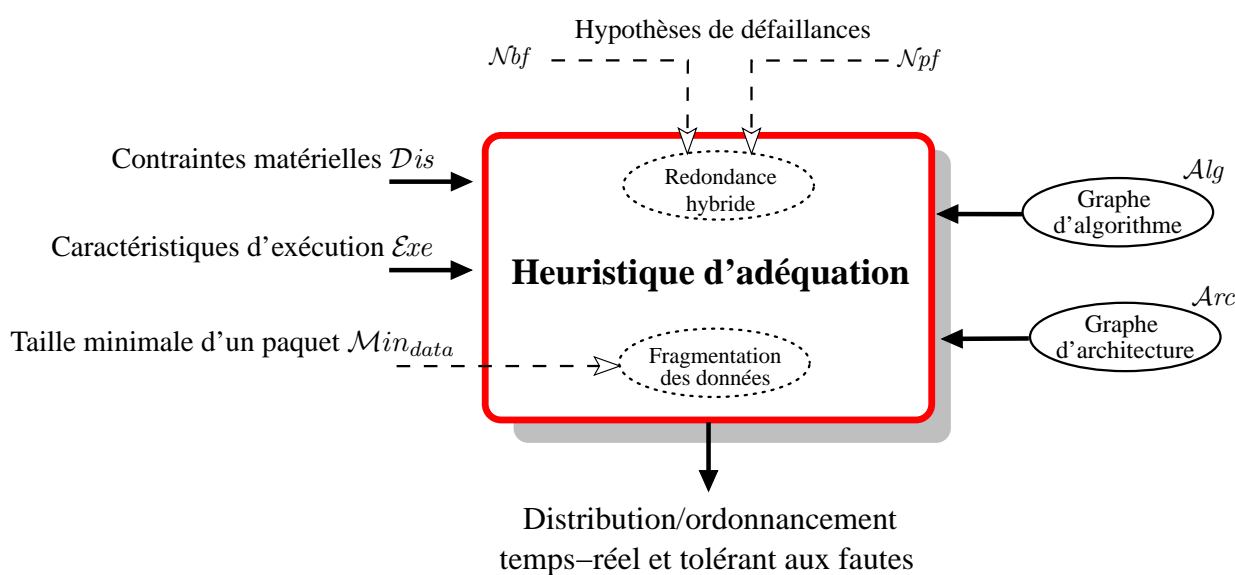 Hypothèses de défaillances
𝒩bf
𝒩pf
Contraintes matérielles 𝒟is
Redondance
hybride
𝒜lg
Graphe
d'algorithme
Caractéristiques d'exécution ℰxe
Heuristique d'adéquation
𝒜rc
Graphe
d'architecture
Taille minimale d'un paquet ℳin_data
Fragmentation
des données
Distribution/ordonnancement
temps−réel et tolérant aux fautes